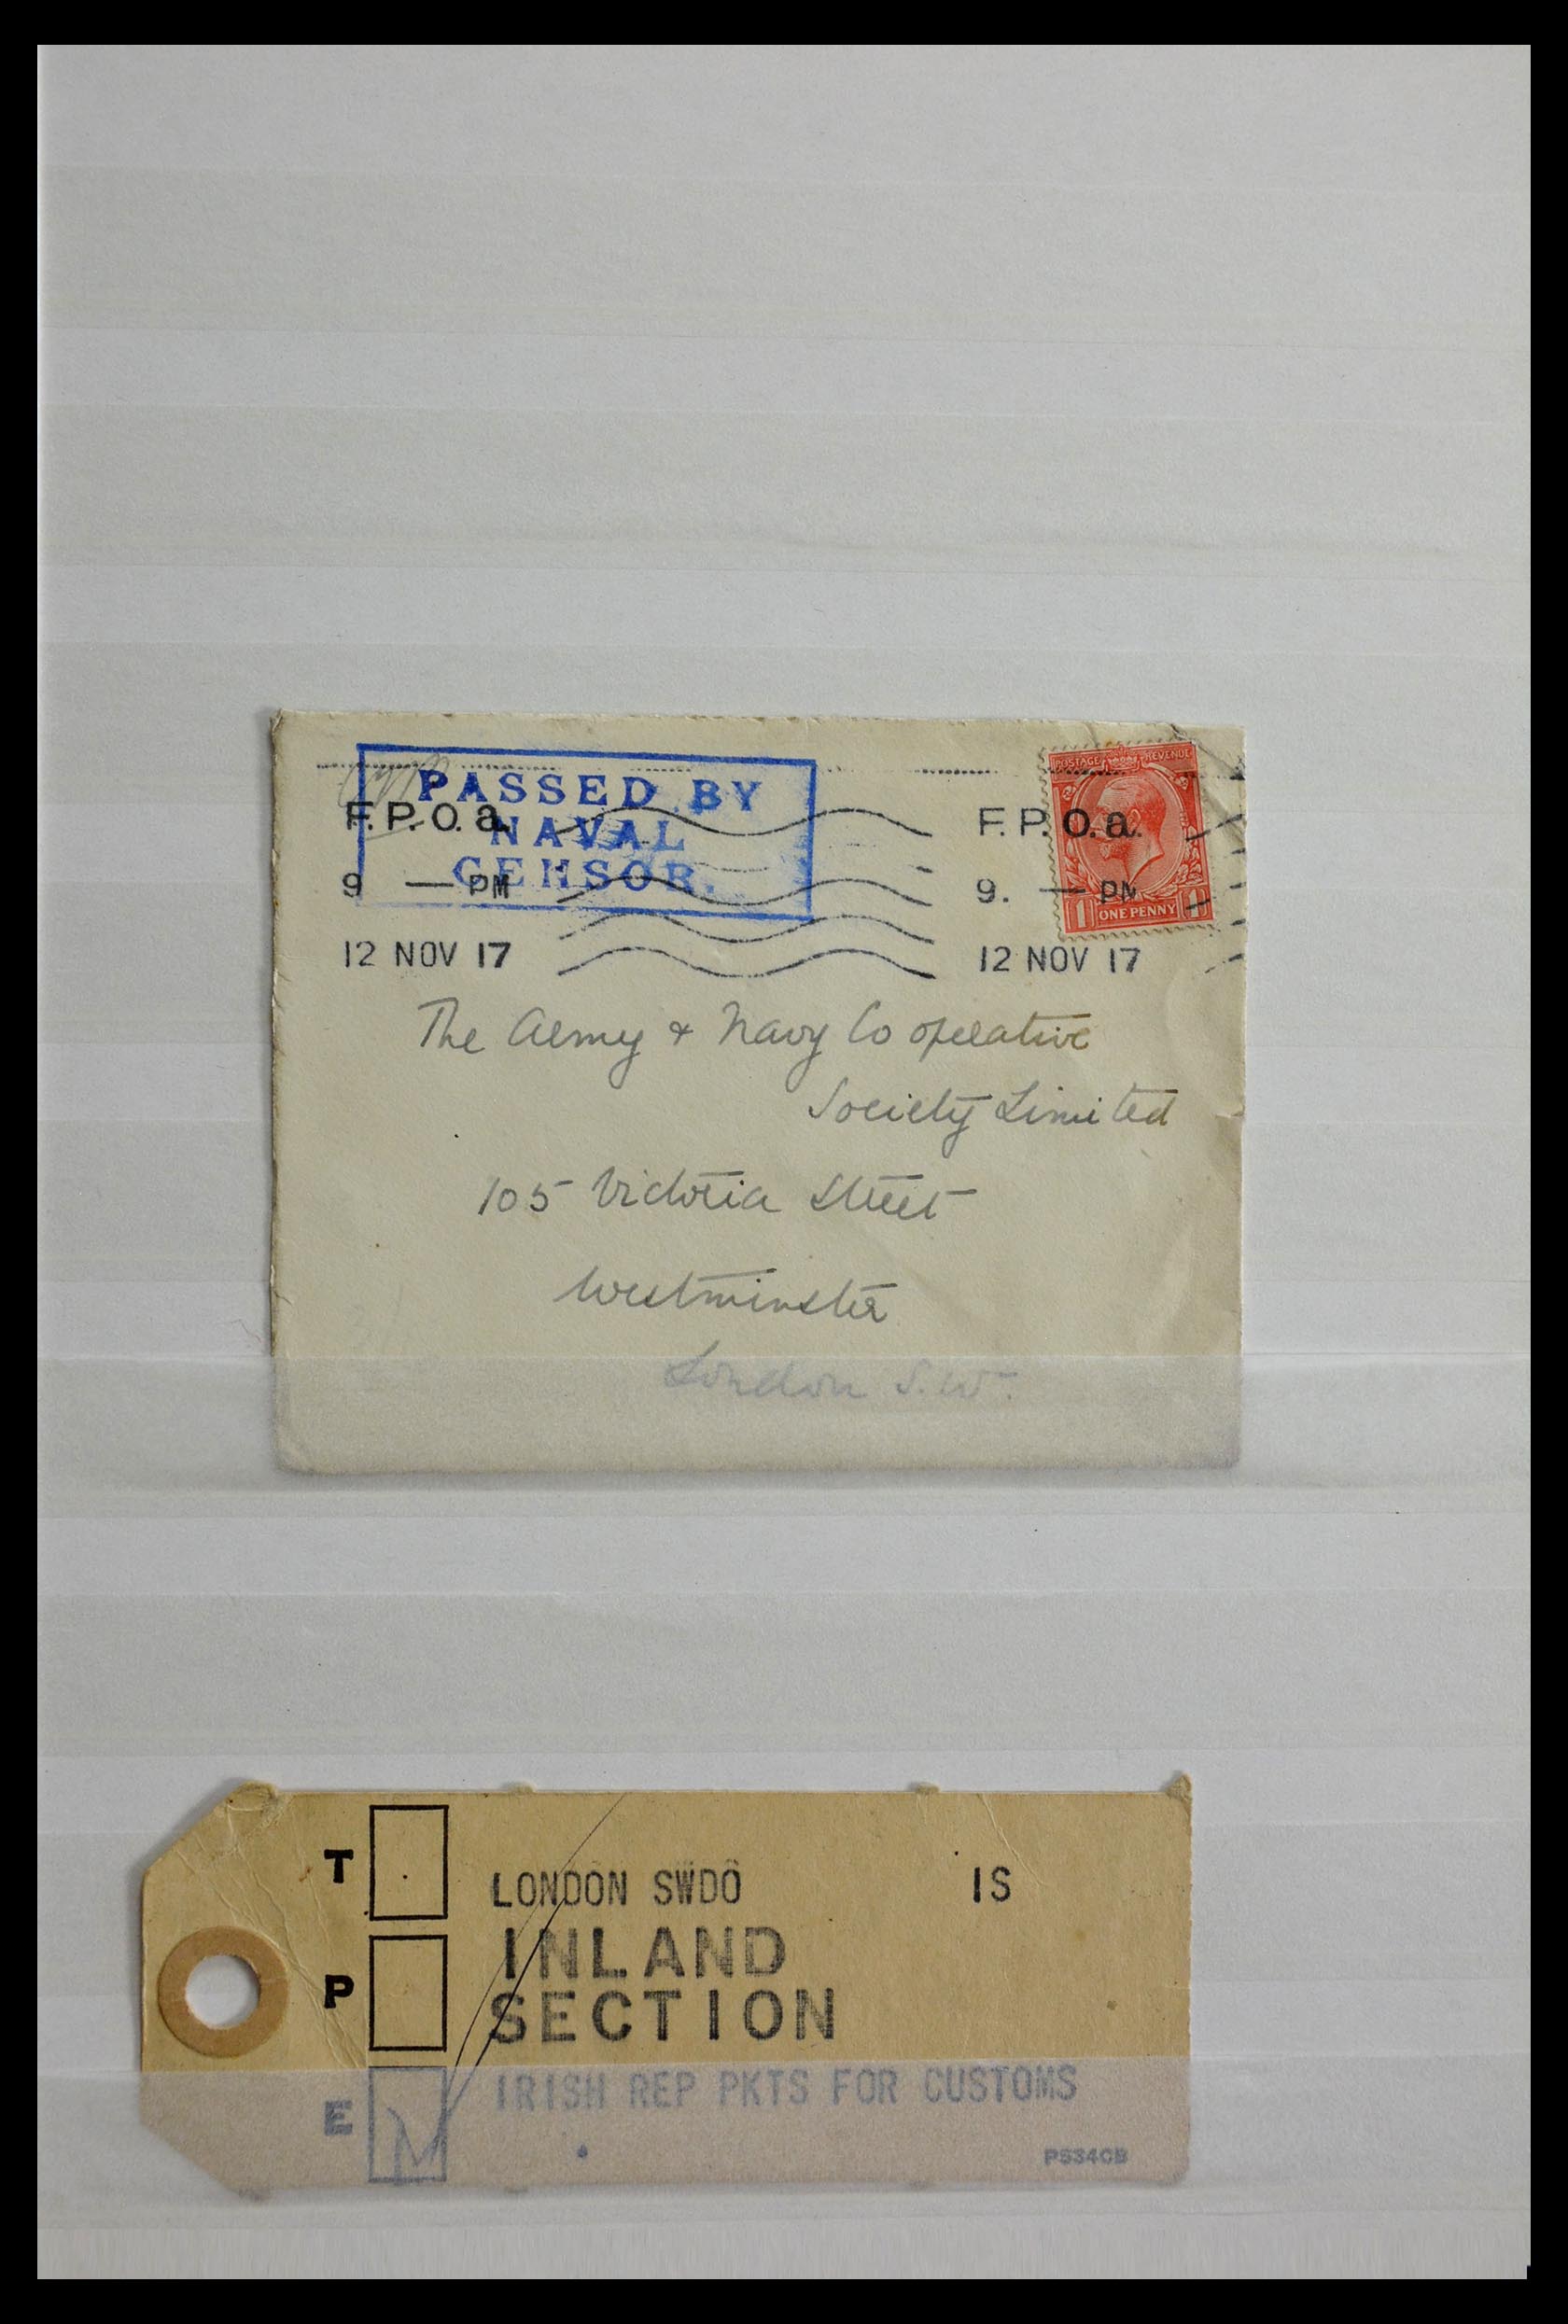 PASSED BY
NAVAL
CENSOR.
F.P.O. a.
9 — PM
12 NOV 17
F.P.O. a.
9. — PM
12 NOV 17
POSTAGE REVENUE
1 ONE PENNY 1
The Army & Navy Co operative
Society Limited
105 Victoria Street
Westminster
London S.W.
T
LONDON SWDO IS
INLAND
P
SECTION
IRISH REP PKTS FOR CUSTOMS
E